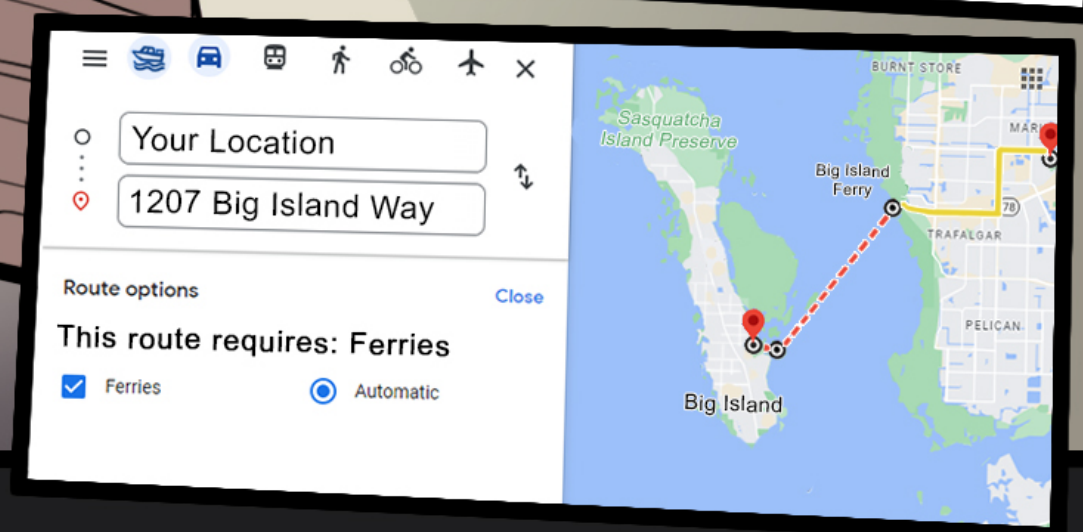 Your Location
1207 Big Island Way
Route options
Close
This route requires: Ferries
Ferries
Automatic
BURNT STORE
Sasquatcha
Island Preserve
Big Island
Ferry
78
TRAFALGAR
PELICAN
Big Island